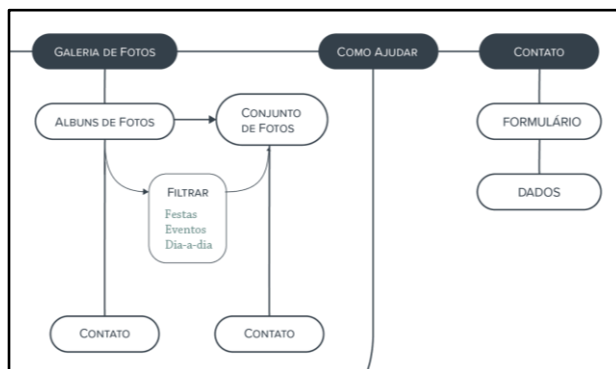 GALERIA DE FOTOS
COMO AJUDAR
CONTATO
ALBUNS DE FOTOS
CONJUNTO
DE FOTOS
FORMULÁRIO
FILTRAR
Festas
Eventos
Dia-a-dia
DADOS
CONTATO
CONTATO